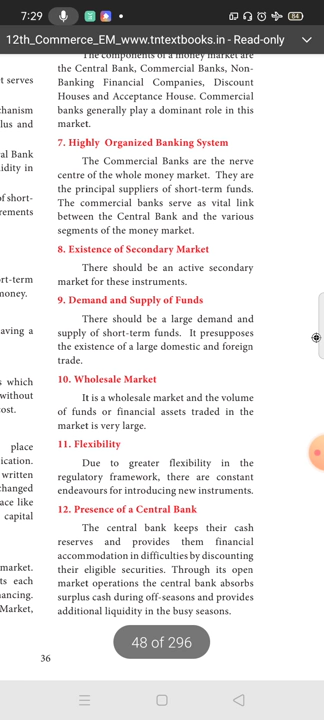 7:29
84
12th_Commerce_EM_www.tntextbooks.in - Read-only
t serves
chanism
lus and
al Bank
idity in
of short-
irements
ort-term
money.
aving a
s which
without
ost.
place
ication.
written
changed
ace like
capital
market.
ts each
nancing.
Market,
The components of a money market are
the Central Bank, Commercial Banks, Non-
Banking Financial Companies, Discount
Houses and Acceptance House. Commercial
banks generally play a dominant role in this
market.
7. Highly Organized Banking System
The Commercial Banks are the nerve
centre of the whole money market. They are
the principal suppliers of short-term funds.
The commercial banks serve as vital link
between the Central Bank and the various
segments of the money market.
8. Existence of Secondary Market
There should be an active secondary
market for these instruments.
9. Demand and Supply of Funds
There should be a large demand and
supply of short-term funds. It presupposes
the existence of a large domestic and foreign
trade.
10. Wholesale Market
It is a wholesale market and the volume
of funds or financial assets traded in the
market is very large.
11. Flexibility
Due to greater flexibility in the
regulatory framework, there are constant
endeavours for introducing new instruments.
12. Presence of a Central Bank
The central bank keeps their cash
reserves and provides them financial
accommodation in difficulties by discounting
their eligible securities. Through its open
market operations the central bank absorbs
surplus cash during off-seasons and provides
additional liquidity in the busy seasons.
48 of 296
36